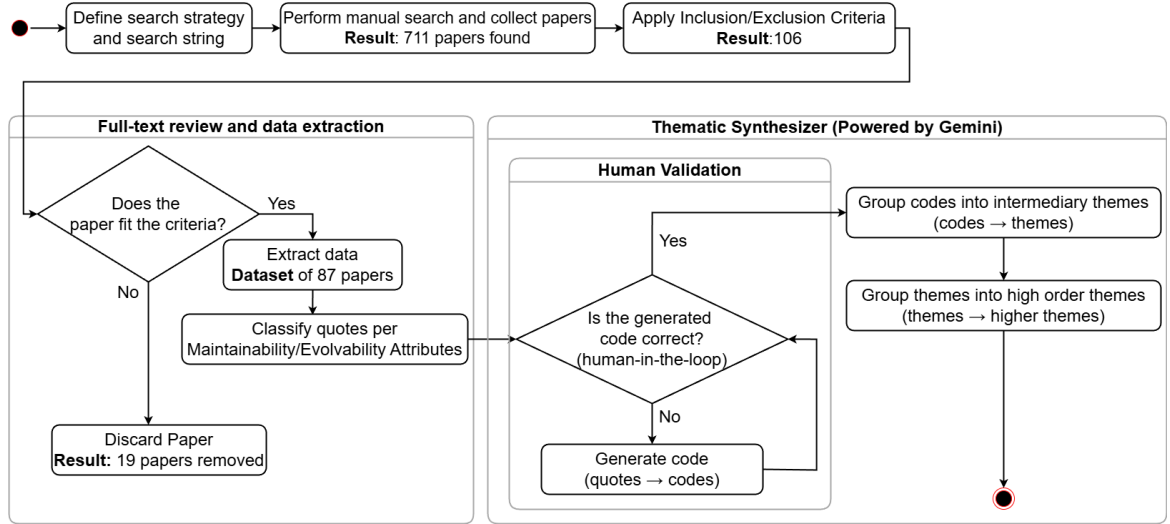 Define search strategy
and search string
Perform manual search and collect papers
Result: 711 papers found
Apply Inclusion/Exclusion Criteria
Result:106
Full-text review and data extraction
Does the
paper fit the criteria?
Yes
Extract data
Dataset of 87 papers
Classify quotes per
Maintainability/Evolvability Attributes
No
Discard Paper
Result: 19 papers removed
Thematic Synthesizer (Powered by Gemini)
Human Validation
Yes
Is the generated
code correct?
(human-in-the-loop)
No
Generate code
(quotes → codes)
Group codes into intermediary themes
(codes → themes)
Group themes into high order themes
(themes → higher themes)